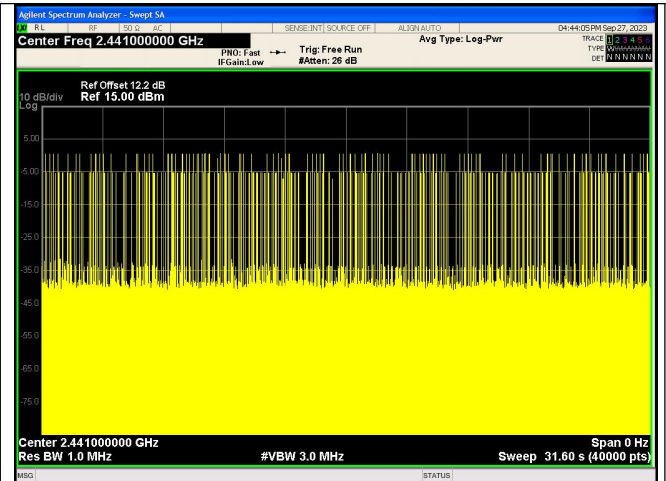 Agilent Spectrum Analyzer - Swept SA
RL RF 50 Ω AC SENSE:INT SOURCE OFF ALIGN AUTO 04:44:05 PM Sep 27, 2023
Center Freq 2.441000000 GHz Avg Type: Log-Pwr TRACE 1 2 3 4 5 6
PNO: Fast Trig: Free Run TYPE
IFGain:Low #Atten: 26 dB DET N N N N N N
Ref Offset 12.2 dB
10 dB/div Ref 15.00 dBm
Log
5.00
-5.00
-15.0
-25.0
-35.0
-45.0
-55.0
-65.0
-75.0
Center 2.441000000 GHz Span 0 Hz
Res BW 1.0 MHz #VBW 3.0 MHz Sweep 31.60 s (40000 pts)
MSG STATUS